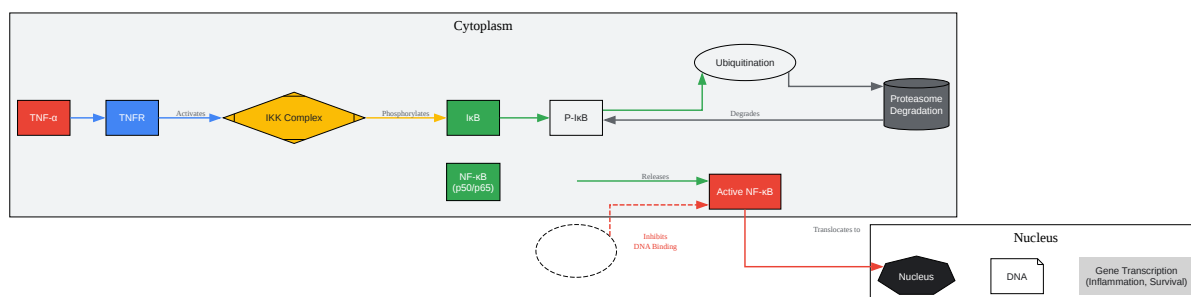 Cytoplasm
Ubiquitination
TNF-α
TNFR
Activates
IKK Complex
Phosphorylates
IκB
P-IκB
Degrades
Proteasome
Degradation
NF-κB
(p50/p65)
Releases
Active NF-κB
Inhibits
DNA Binding
Translocates to
Nucleus
Nucleus
DNA
Gene Transcription
(Inflammation, Survival)